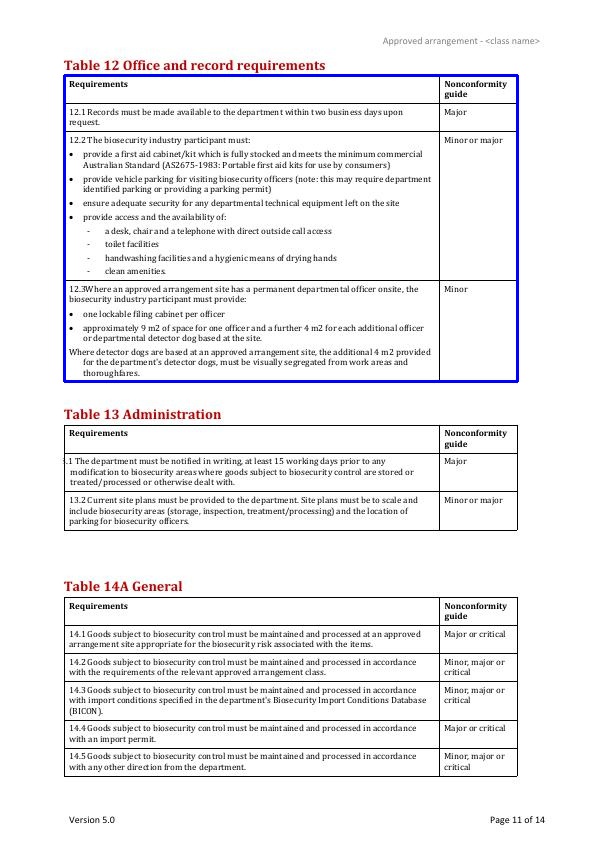 Approved arrangement - <class name>
Table 12 Office and record requirements
Requirements
Nonconformity
guide
12.1 Records must be made available to the department within two business days upon
request.
Major
12.2 The biosecurity industry participant must:
Minor or major
• provide a first aid cabinet/kit which is fully stocked and meets the minimum commercial
Australian Standard (AS2675-1983: Portable first aid kits for use by consumers)
• provide vehicle parking for visiting biosecurity officers (note: this may require department
identified parking or providing a parking permit)
• ensure adequate security for any departmental technical equipment left on the site
• provide access and the availability of:
- a desk, chair and a telephone with direct outside call access
- toilet facilities
- handwashing facilities and a hygienic means of drying hands
- clean amenities.
12.3Where an approved arrangement site has a permanent departmental officer onsite, the
biosecurity industry participant must provide:
Minor
• one lockable filing cabinet per officer
• approximately 9 m2 of space for one officer and a further 4 m2 for each additional officer
or departmental detector dog based at the site.
Where detector dogs are based at an approved arrangement site, the additional 4 m2 provided
for the department's detector dogs, must be visually segregated from work areas and
thoroughfares.
Table 13 Administration
Requirements
Nonconformity
guide
.1 The department must be notified in writing, at least 15 working days prior to any
modification to biosecurity areas where goods subject to biosecurity control are stored or
treated/processed or otherwise dealt with.
Major
13.2 Current site plans must be provided to the department. Site plans must be to scale and
include biosecurity areas (storage, inspection, treatment/processing) and the location of
parking for biosecurity officers.
Minor or major
Table 14A General
Requirements
Nonconformity
guide
14.1 Goods subject to biosecurity control must be maintained and processed at an approved
arrangement site appropriate for the biosecurity risk associated with the items.
Major or critical
14.2 Goods subject to biosecurity control must be maintained and processed in accordance
with the requirements of the relevant approved arrangement class.
Minor, major or
critical
14.3 Goods subject to biosecurity control must be maintained and processed in accordance
with import conditions specified in the department's Biosecurity Import Conditions Database
(BICON).
Minor, major or
critical
14.4 Goods subject to biosecurity control must be maintained and processed in accordance
with an import permit.
Major or critical
14.5 Goods subject to biosecurity control must be maintained and processed in accordance
with any other direction from the department.
Minor, major or
critical
Version 5.0
Page 11 of 14